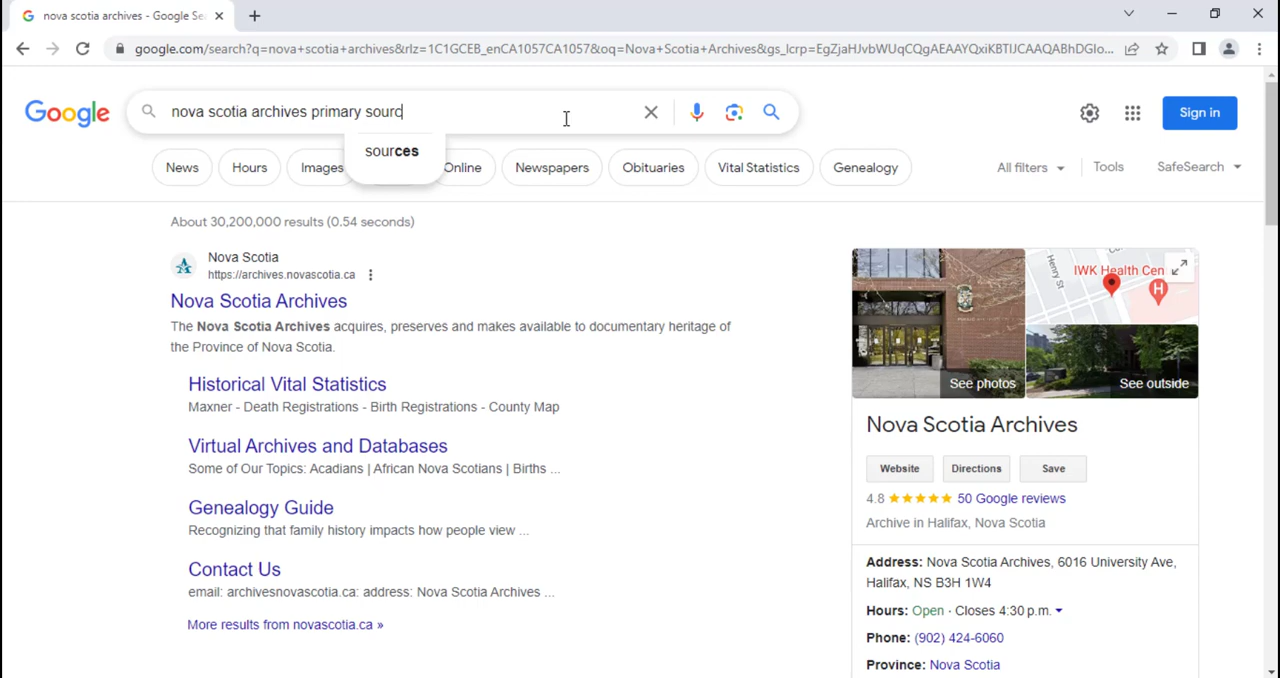 nova scotia archives - Google Se
google.com/search?q=nova+scotia+archives&rlz=1C1GCEB_enCA1057CA1057&oq=Nova+Scotia+Archives&gs_lcrp=EgZjaHJvbWUqCQgAEAAYQxiKBTIJCAAQABhDGIo...
Google
nova scotia archives primary sourc
Sign in
sources
News
Hours
Images
Online
Newspapers
Obituaries
Vital Statistics
Genealogy
All filters
Tools
SafeSearch
About 30,200,000 results (0.54 seconds)
Nova Scotia
https://archives.novascotia.ca
Nova Scotia Archives
The Nova Scotia Archives acquires, preserves and makes available to documentary heritage of
the Province of Nova Scotia.
Historical Vital Statistics
Maxner - Death Registrations - Birth Registrations - County Map
Virtual Archives and Databases
Some of Our Topics: Acadians | African Nova Scotians | Births ...
Genealogy Guide
Recognizing that family history impacts how people view ...
Contact Us
email: archivesnovascotia.ca: address: Nova Scotia Archives ...
More results from novascotia.ca »
Henry St
IWK Health Cen
H
See photos
See outside
Nova Scotia Archives
Website
Directions
Save
4.8 ★★★★★ 50 Google reviews
Archive in Halifax, Nova Scotia
Address: Nova Scotia Archives, 6016 University Ave,
Halifax, NS B3H 1W4
Hours: Open · Closes 4:30 p.m.
Phone: (902) 424-6060
Province: Nova Scotia